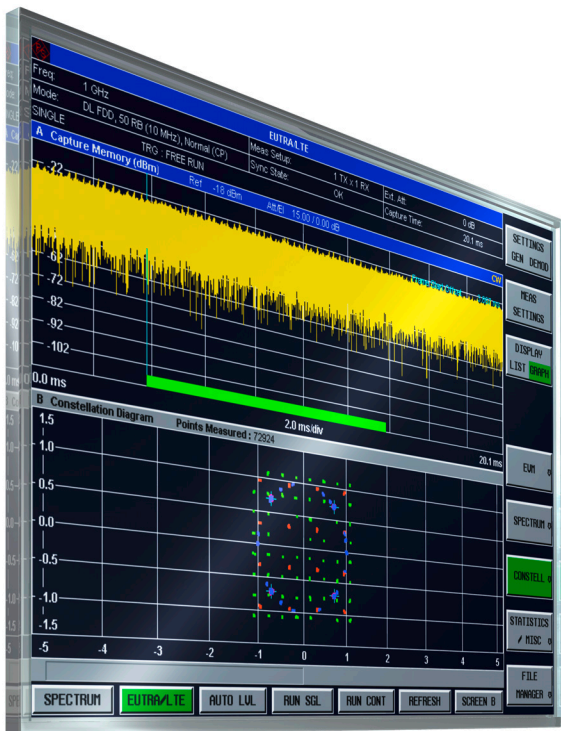 EUTRA/LTE
Freq: 1 GHz
Mode: DL FDD, 50 RB (10 MHz), Normal (CP)
Meas Setup: 1 TX x 1 RX
Ext. Att: 0 dB
SINGLE TRG : FREE RUN
Sync State: OK
Capture Time: 20.1 ms
A Capture Memory (dBm)
Ref -18 dBm
Att/El 15.00 / 0.00 dB
CW
-22
-62
-72
-82
-92
-102
0.0 ms
2.0 ms/div
20.1 ms
B Constellation Diagram
Points Measured : 72924
1.5
1.0
0.5
0.0
-0.5
-1.0
-1.5
-5 -4 -3 -2 -1 0 1 2 3 4 5
SETTINGS
GEN DEMOD
MEAS
SETTINGS
DISPLAY
LIST GRAPH
EVM
SPECTRUM
CONSTELL
STATISTICS
/ MISC
FILE
MANAGER
SPECTRUM
EUTRA/LTE
AUTO LVL
RUN SGL
RUN CONT
REFRESH
SCREEN B